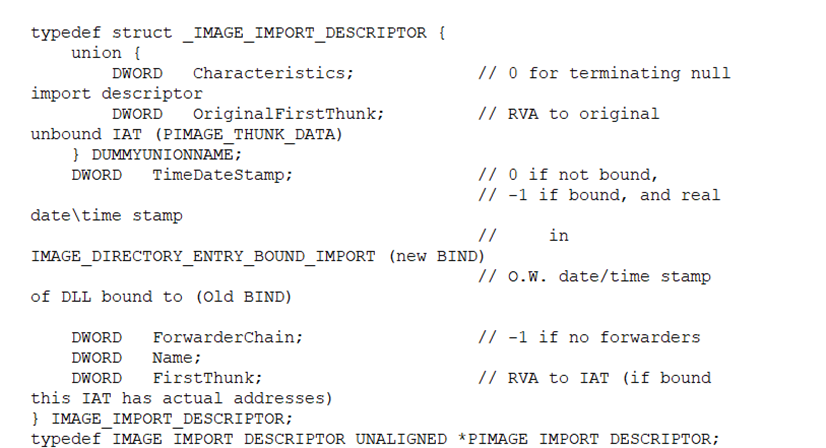 typedef struct _IMAGE_IMPORT_DESCRIPTOR {
    union {
        DWORD   Characteristics;            // 0 for terminating null
import descriptor
        DWORD   OriginalFirstThunk;         // RVA to original
unbound IAT (PIMAGE_THUNK_DATA)
    } DUMMYUNIONNAME;
    DWORD   TimeDateStamp;                  // 0 if not bound,
                                            // -1 if bound, and real
date\time stamp
                                            //     in
IMAGE_DIRECTORY_ENTRY_BOUND_IMPORT (new BIND)
                                            // O.W. date/time stamp
of DLL bound to (Old BIND)

    DWORD   ForwarderChain;                 // -1 if no forwarders
    DWORD   Name;
    DWORD   FirstThunk;                     // RVA to IAT (if bound
this IAT has actual addresses)
} IMAGE_IMPORT_DESCRIPTOR;
typedef IMAGE_IMPORT_DESCRIPTOR UNALIGNED *PIMAGE_IMPORT_DESCRIPTOR;